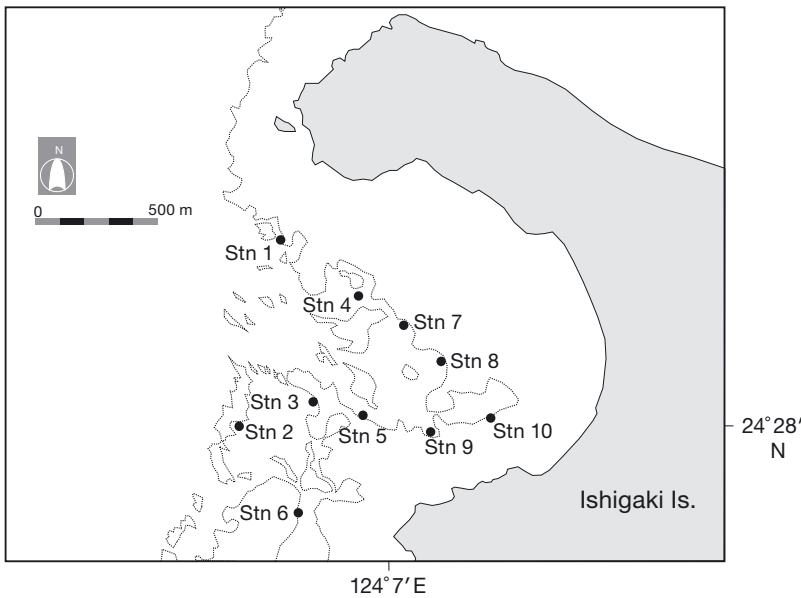 N
0 500 m
Stn 1
Stn 4
Stn 7
Stn 8
Stn 3
Stn 2
Stn 5
Stn 9
Stn 10
24°28′
N
Ishigaki Is.
Stn 6
124°7′E